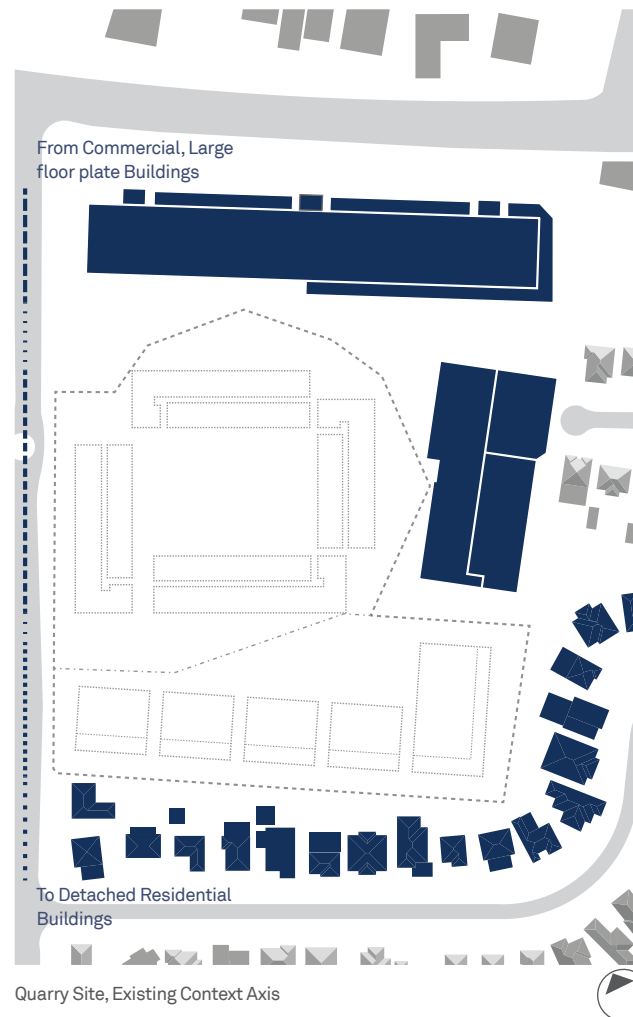 From Commercial, Large
floor plate Buildings
To Detached Residential
Buildings
Quarry Site, Existing Context Axis